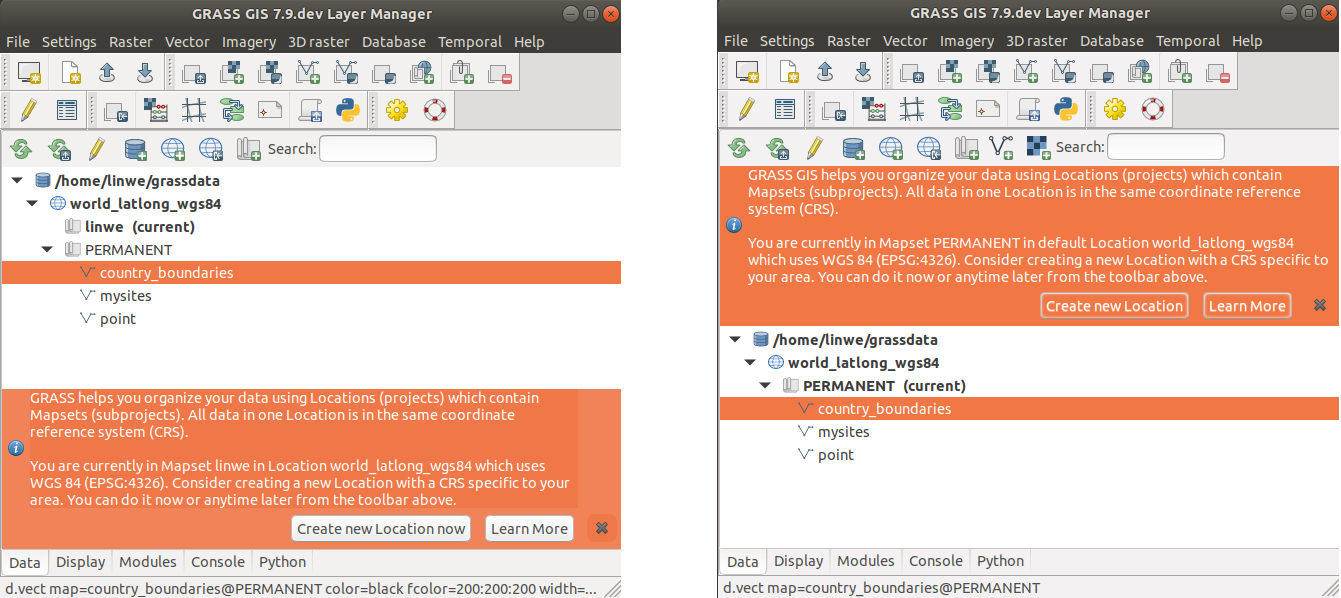 GRASS GIS 7.9.dev Layer Manager
File Settings Raster Vector Imagery 3D raster Database Temporal Help
Search:
/home/linwe/grassdata
world_latlong_wgs84
linwe (current)
PERMANENT
country_boundaries
mysites
point
GRASS helps you organize your data using Locations (projects) which contain
Mapsets (subprojects). All data in one Location is in the same coordinate
reference system (CRS).
You are currently in Mapset linwe in Location world_latlong_wgs84 which uses
WGS 84 (EPSG:4326). Consider creating a new Location with a CRS specific to your
area. You can do it now or anytime later from the toolbar above.
Create new Location now Learn More
Data Display Modules Console Python
d.vect map=country_boundaries@PERMANENT color=black fcolor=200:200:200 width=...
GRASS GIS 7.9.dev Layer Manager
File Settings Raster Vector Imagery 3D raster Database Temporal Help
Search:
GRASS GIS helps you organize your data using Locations (projects) which contain
Mapsets (subprojects). All data in one Location is in the same coordinate reference
system (CRS).
You are currently in Mapset PERMANENT in default Location world_latlong_wgs84
which uses WGS 84 (EPSG:4326). Consider creating a new Location with a CRS specific to
your area. You can do it now or anytime later from the toolbar above.
Create new Location Learn More
/home/linwe/grassdata
world_latlong_wgs84
PERMANENT (current)
country_boundaries
mysites
point
Data Display Modules Console Python
d.vect map=country_boundaries@PERMANENT